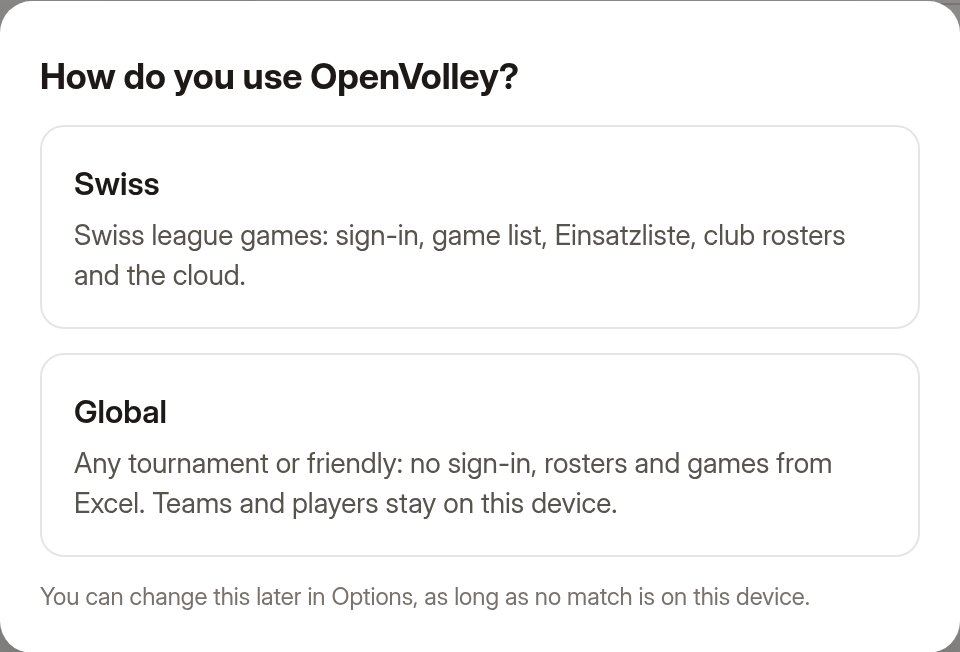 How do you use OpenVolley?
Swiss
Swiss league games: sign-in, game list, Einsatzliste, club rosters
and the cloud.
Global
Any tournament or friendly: no sign-in, rosters and games from
Excel. Teams and players stay on this device.
You can change this later in Options, as long as no match is on this device.